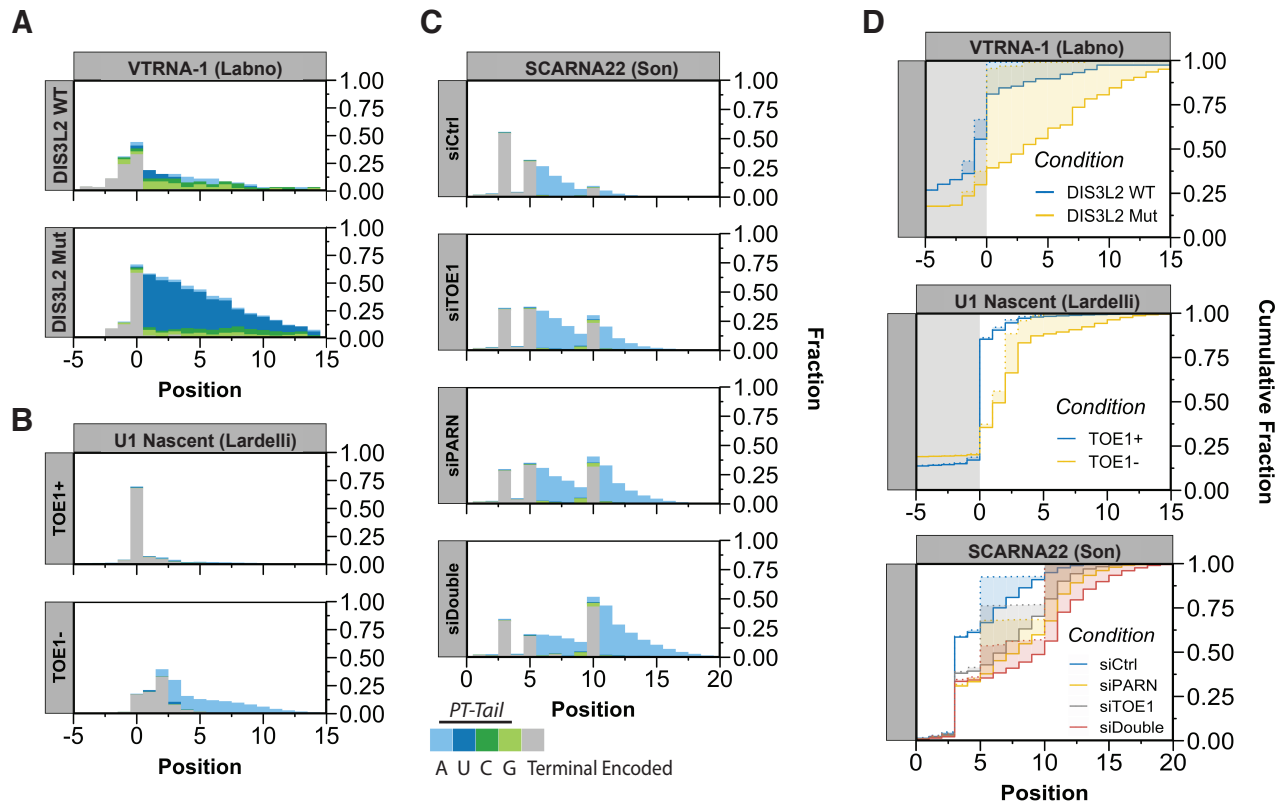 A
VTRNA-1 (Labno)
DIS3L2 WT
1.00
0.75
0.50
0.25
0.00
DIS3L2 Mut
1.00
0.75
0.50
0.25
0.00
-5 0 5 10 15
Position
B
U1 Nascent (Lardelli)
TOE1+
1.00
0.75
0.50
0.25
0.00
TOE1-
1.00
0.75
0.50
0.25
0.00
-5 0 5 10 15
Position
C
SCARNA22 (Son)
siCtrl
1.00
0.75
0.50
0.25
0.00
siTOE1
1.00
0.75
0.50
0.25
0.00
siPARN
1.00
0.75
0.50
0.25
0.00
siDouble
1.00
0.75
0.50
0.25
0.00
0 5 10 15 20
Position
Fraction
PT-Tail
A U C G Terminal Encoded
D
VTRNA-1 (Labno)
1.00
0.75
0.50
0.25
0.00
Condition
DIS3L2 WT
DIS3L2 Mut
-5 0 5 10 15
U1 Nascent (Lardelli)
1.00
0.75
0.50
0.25
0.00
Condition
TOE1+
TOE1-
-5 0 5 10 15
SCARNA22 (Son)
1.00
0.75
0.50
0.25
0.00
Condition
siCtrl
siPARN
siTOE1
siDouble
0 5 10 15 20
Position
Cumulative Fraction